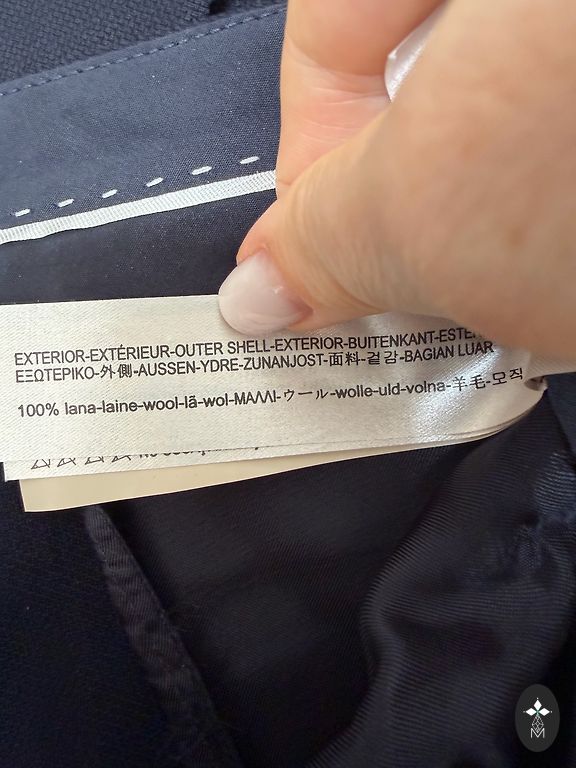 EXTERIOR-EXTÉRIEUR-OUTER SHELL-EXTERIOR-BUITENKANT-ESTE
ΕΞΩΤΕΡΙΚΟ-外側-AUSSEN-YDRE-ZUNANJOST-面料-겉감-BAGIAN LUAR
100% lana-laine-wool-lã-wol-ΜΑΛΛΙ-ウール-wolle-uld-volna-羊毛-모직